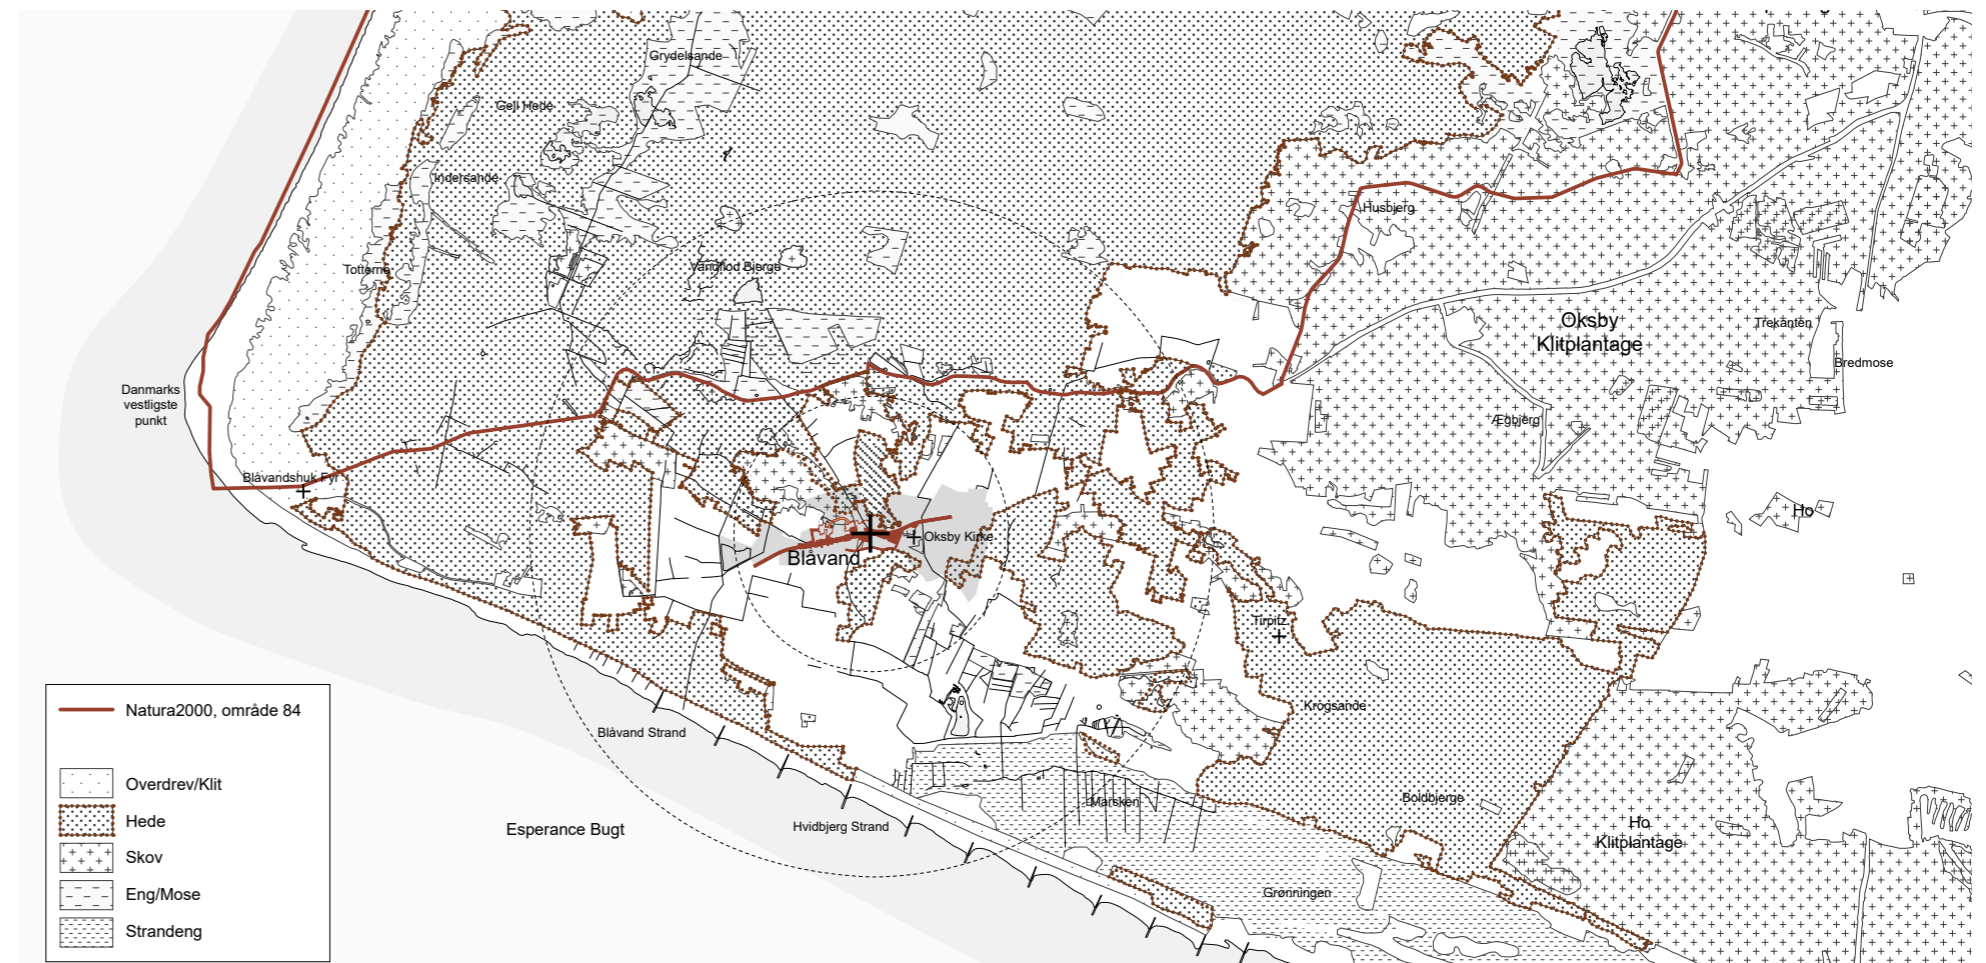 Grydelsande
Gejl Hede
Indersande
Husbjerg
Totterne
Vandflod Bjerge
Oksby
Klitplantage
Trekanten
Bredmose
Danmarks
vestligste
punkt
Ægbjerg
Blåvandshuk Fyr
Ho
Oksby Kirke
Blåvand
Tirpitz
Krogsande
Natura2000, område 84
Blåvand Strand
Overdrev/Klit
Marsken
Boldbjerge
Hede
Esperance Bugt
Hvidbjerg Strand
Ho
Klitplantage
Skov
Eng/Mose
Grønningen
Strandeng